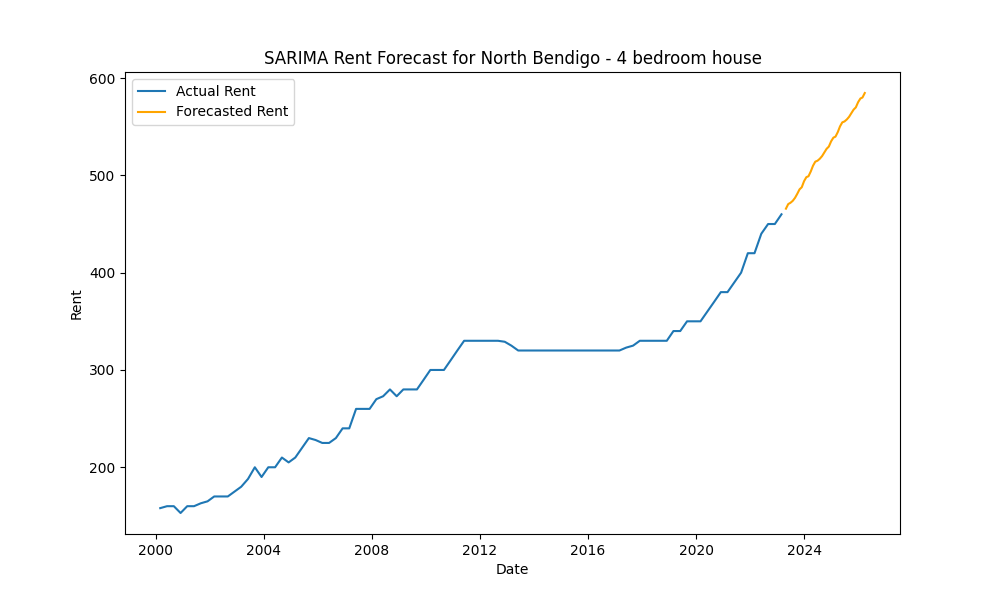 SARIMA Rent Forecast for North Bendigo - 4 bedroom house
Actual Rent
Forecasted Rent
600
500
400
300
200
Rent
2000 2004 2008 2012 2016 2020 2024
Date